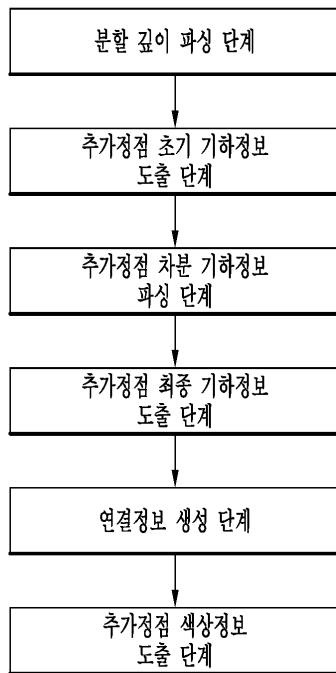 분할 깊이 파싱 단계
추가정점 초기 기하정보
도출 단계
추가정점 차분 기하정보
파싱 단계
추가정점 최종 기하정보
도출 단계
연결정보 생성 단계
추가정점 색상정보
도출 단계